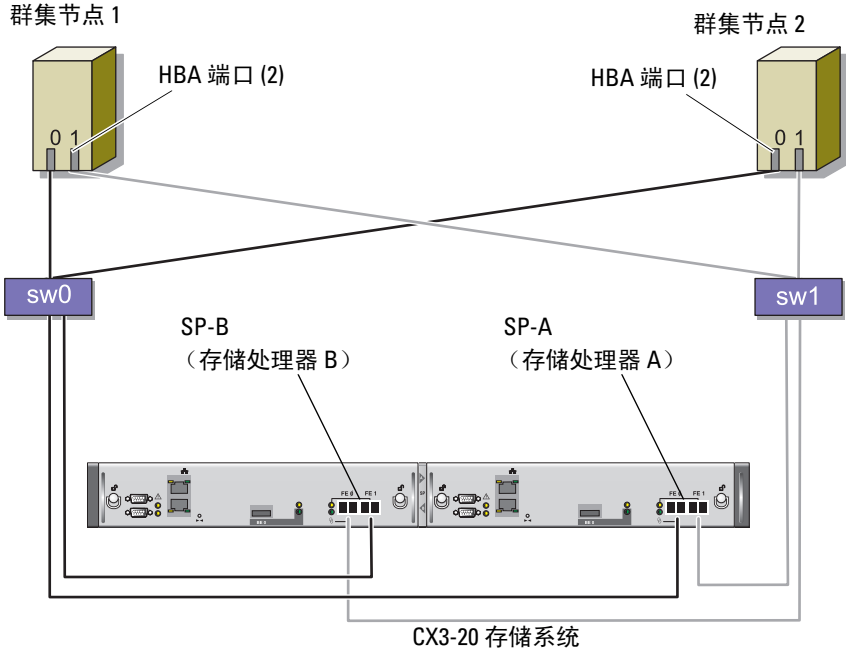 群集节点 1
群集节点 2
HBA 端口 (2)
HBA 端口 (2)
0 1
0 1
sw0
sw1
SP-B
（存储处理器 B）
SP-A
（存储处理器 A）
FE 0 FE 1
SP
FE 0 FE 1
CX3-20 存储系统